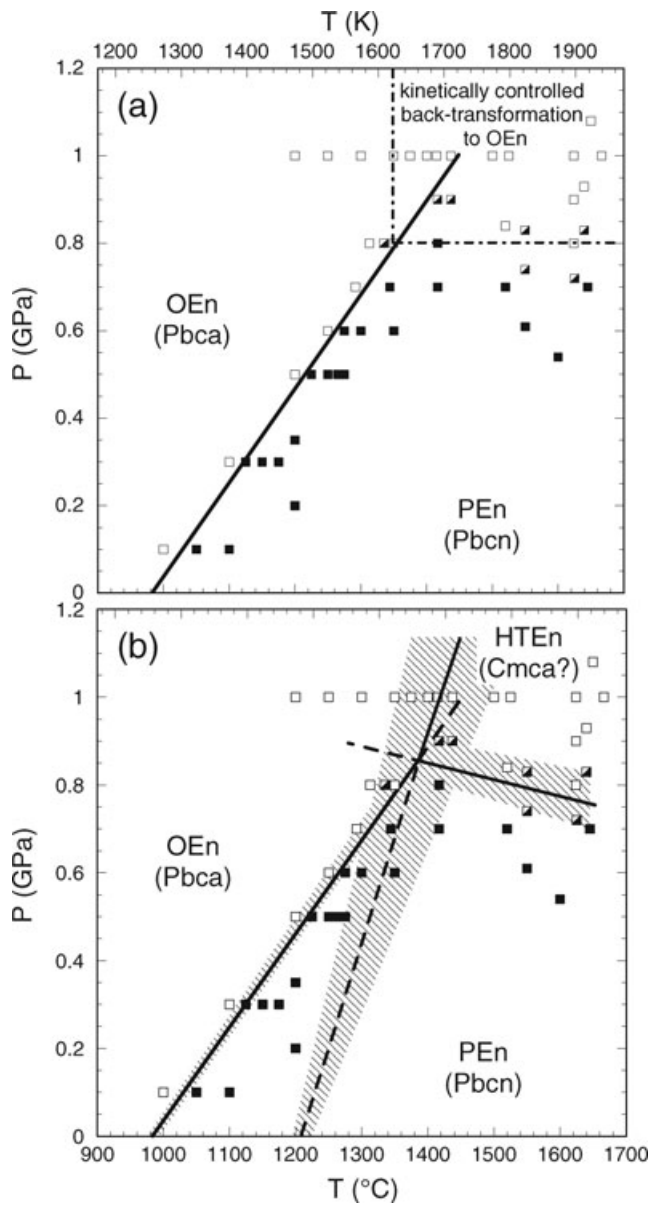 T (K)
1200 1300 1400 1500 1600 1700 1800 1900
1.2
(a)
kinetically controlled
back-transformation
to OEn
1
0.8
OEn
(Pbca)
P (GPa)
0.6
0.4
PEn
(Pbcn)
0.2
0
1.2
(b)
HTEn
(Cmca?)
1
0.8
OEn
(Pbca)
P (GPa)
0.6
0.4
PEn
(Pbcn)
0.2
0
900 1000 1100 1200 1300 1400 1500 1600 1700
T (°C)